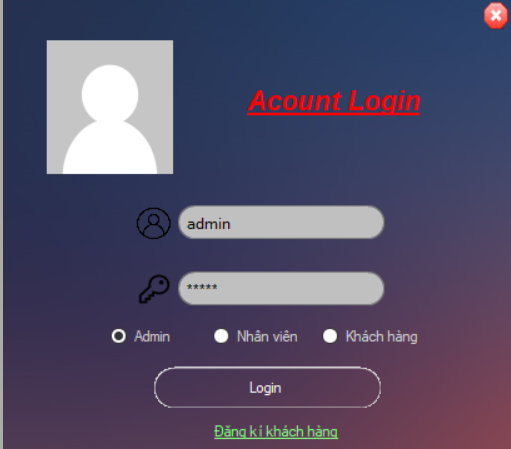 Acount Login
admin
*****
Admin
Nhân viên
Khách hàng
Login
Đăng kí khách hàng